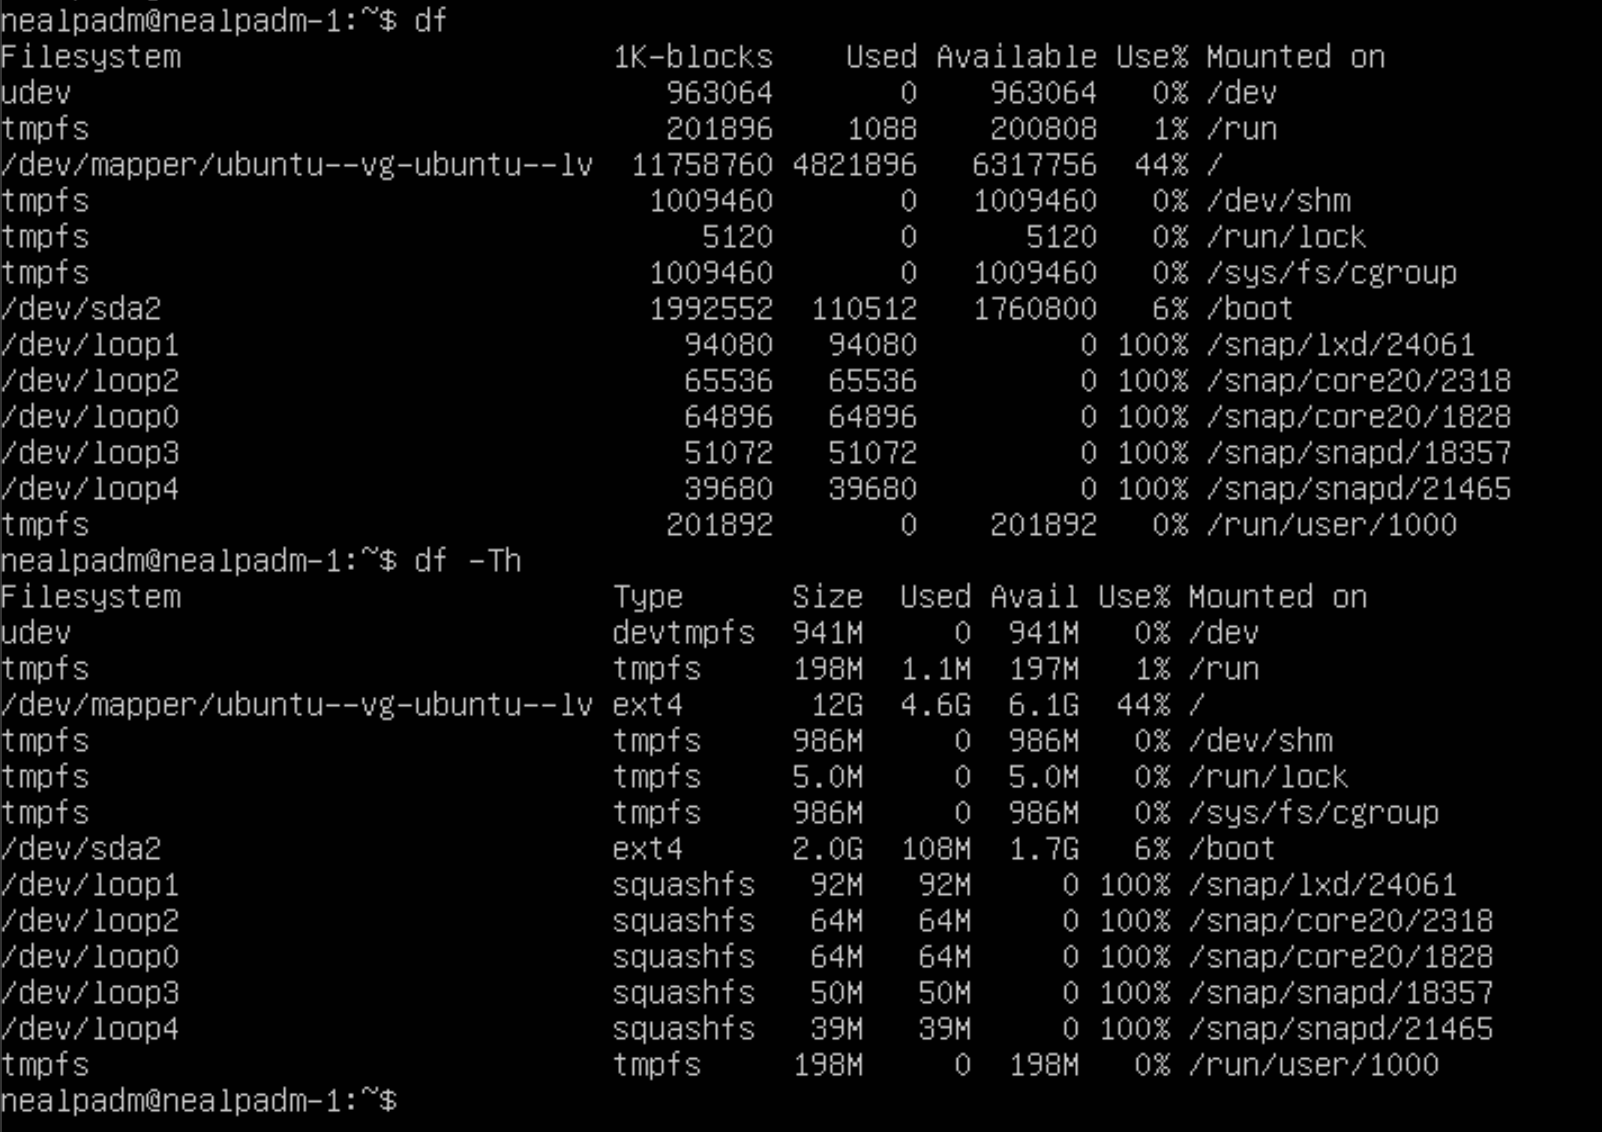 nealpadm@nealpadm-1:~$ df
Filesystem                        1K-blocks    Used Available Use% Mounted on
udev                                 963064       0    963064   0% /dev
tmpfs                                201896    1088    200808   1% /run
/dev/mapper/ubuntu--vg-ubuntu--lv  11758760 4821896   6317756  44% /
tmpfs                               1009460       0   1009460   0% /dev/shm
tmpfs                                  5120       0      5120   0% /run/lock
tmpfs                               1009460       0   1009460   0% /sys/fs/cgroup
/dev/sda2                           1992552  110512   1760800   6% /boot
/dev/loop1                            94080   94080         0 100% /snap/lxd/24061
/dev/loop2                            65536   65536         0 100% /snap/core20/2318
/dev/loop0                            64896   64896         0 100% /snap/core20/1828
/dev/loop3                            51072   51072         0 100% /snap/snapd/18357
/dev/loop4                            39680   39680         0 100% /snap/snapd/21465
tmpfs                                201892       0    201892   0% /run/user/1000
nealpadm@nealpadm-1:~$ df -Th
Filesystem                        Type      Size  Used Avail Use% Mounted on
udev                              devtmpfs  941M     0  941M   0% /dev
tmpfs                             tmpfs     198M  1.1M  197M   1% /run
/dev/mapper/ubuntu--vg-ubuntu--lv ext4       12G  4.6G  6.1G  44% /
tmpfs                             tmpfs     986M     0  986M   0% /dev/shm
tmpfs                             tmpfs     5.0M     0  5.0M   0% /run/lock
tmpfs                             tmpfs     986M     0  986M   0% /sys/fs/cgroup
/dev/sda2                         ext4      2.0G  108M  1.7G   6% /boot
/dev/loop1                        squashfs   92M   92M     0 100% /snap/lxd/24061
/dev/loop2                        squashfs   64M   64M     0 100% /snap/core20/2318
/dev/loop0                        squashfs   64M   64M     0 100% /snap/core20/1828
/dev/loop3                        squashfs   50M   50M     0 100% /snap/snapd/18357
/dev/loop4                        squashfs   39M   39M     0 100% /snap/snapd/21465
tmpfs                             tmpfs     198M     0  198M   0% /run/user/1000
nealpadm@nealpadm-1:~$